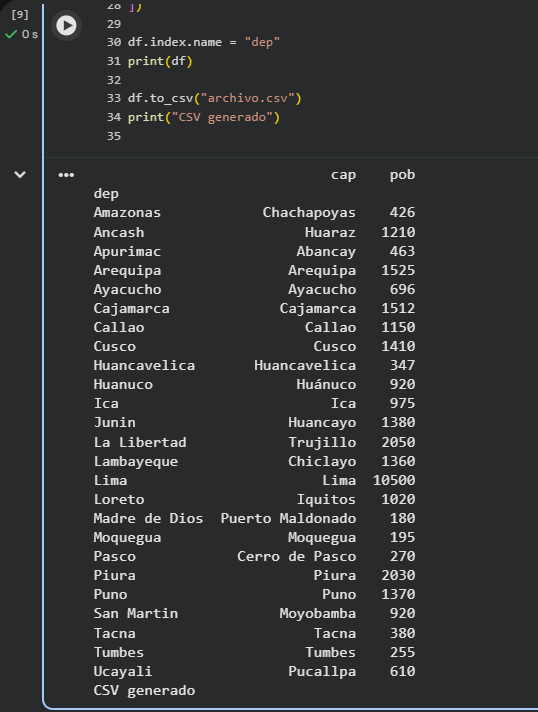 [9]
0 s
28 ])
29
30 df.index.name = "dep"
31 print(df)
32
33 df.to_csv("archivo.csv")
34 print("CSV generado")
35
cap pob
dep
Amazonas Chachapoyas 426
Ancash Huaraz 1210
Apurimac Abancay 463
Arequipa Arequipa 1525
Ayacucho Ayacucho 696
Cajamarca Cajamarca 1512
Callao Callao 1150
Cusco Cusco 1410
Huancavelica Huancavelica 347
Huanuco Huánuco 920
Ica Ica 975
Junin Huancayo 1380
La Libertad Trujillo 2050
Lambayeque Chiclayo 1360
Lima Lima 10500
Loreto Iquitos 1020
Madre de Dios Puerto Maldonado 180
Moquegua Moquegua 195
Pasco Cerro de Pasco 270
Piura Piura 2030
Puno Puno 1370
San Martin Moyobamba 920
Tacna Tacna 380
Tumbes Tumbes 255
Ucayali Pucallpa 610
CSV generado